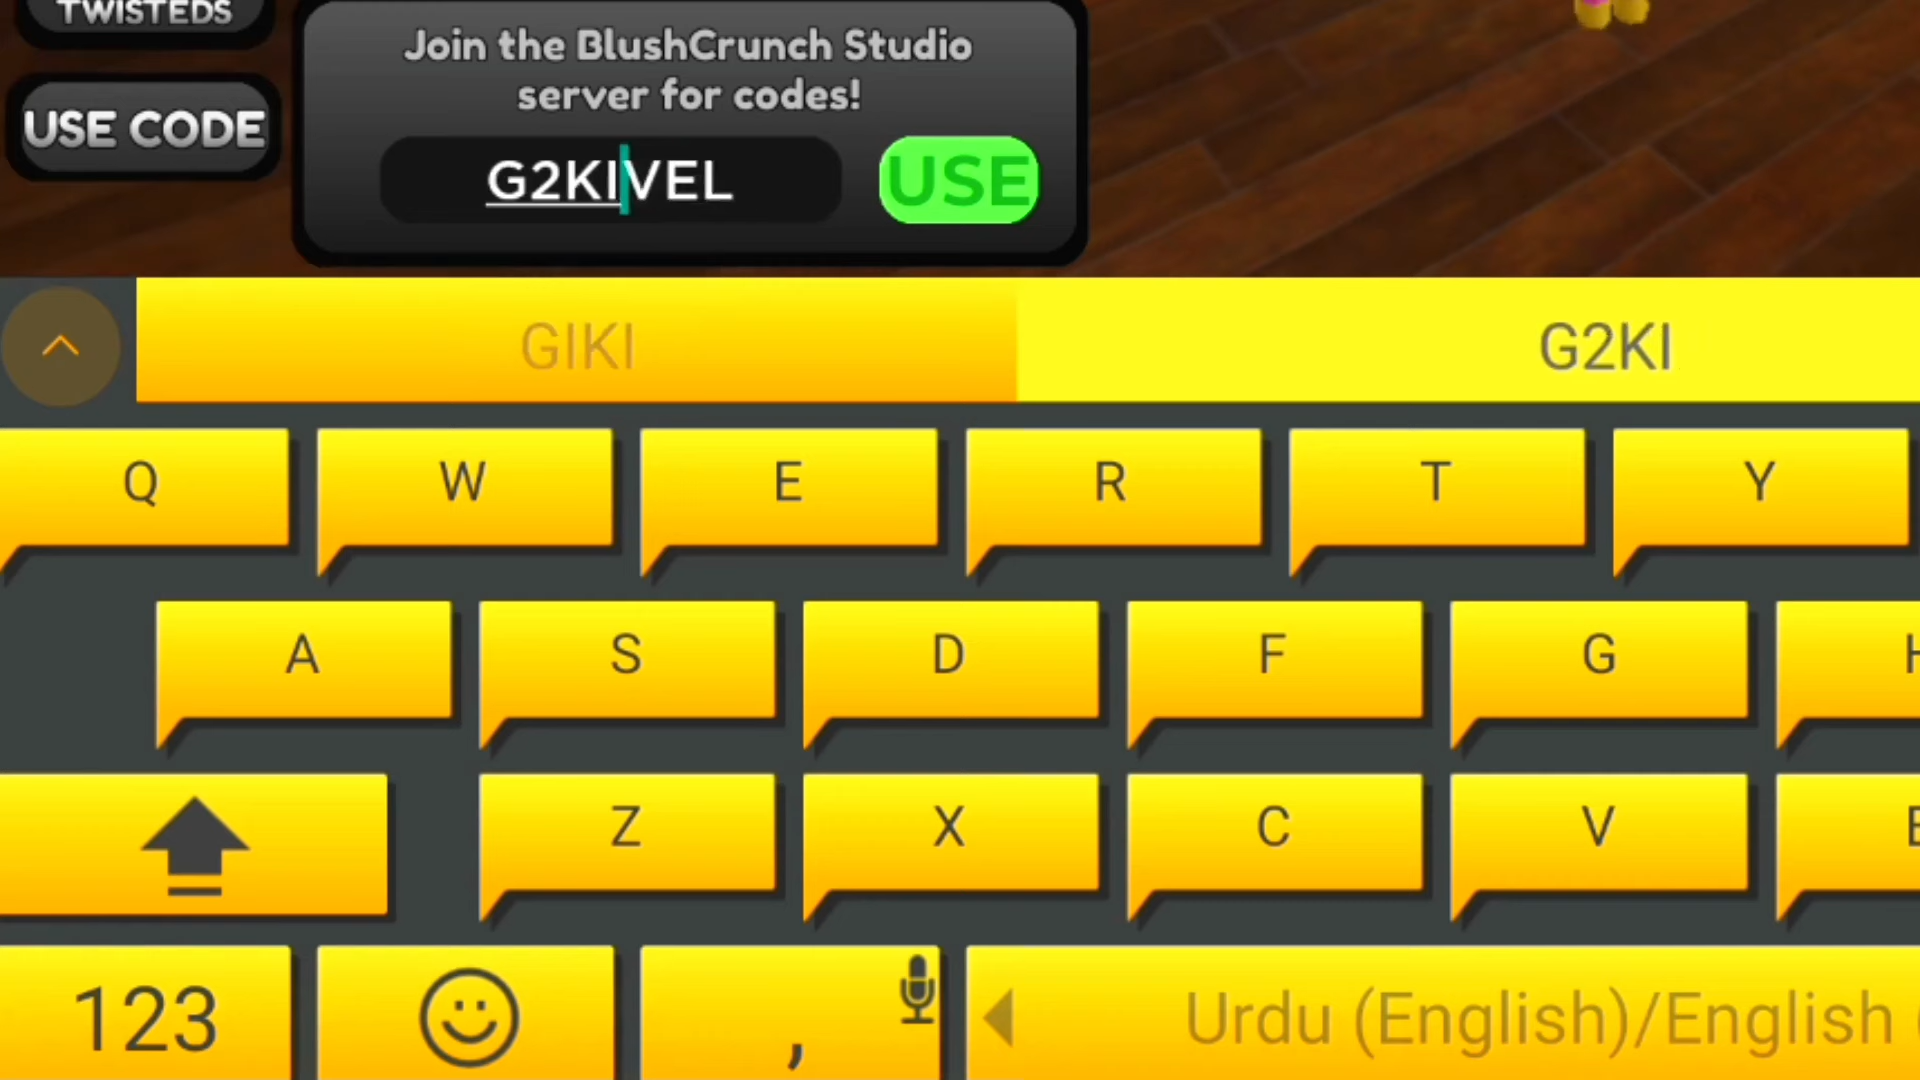 TWISTEDS
Join the BlushCrunch Studio
server for codes!
USE CODE
G2KIVEL
USE
GIKI
G2KI
Q W E R T Y
A S D F G
Z X C V
123
,
Urdu (English)/English